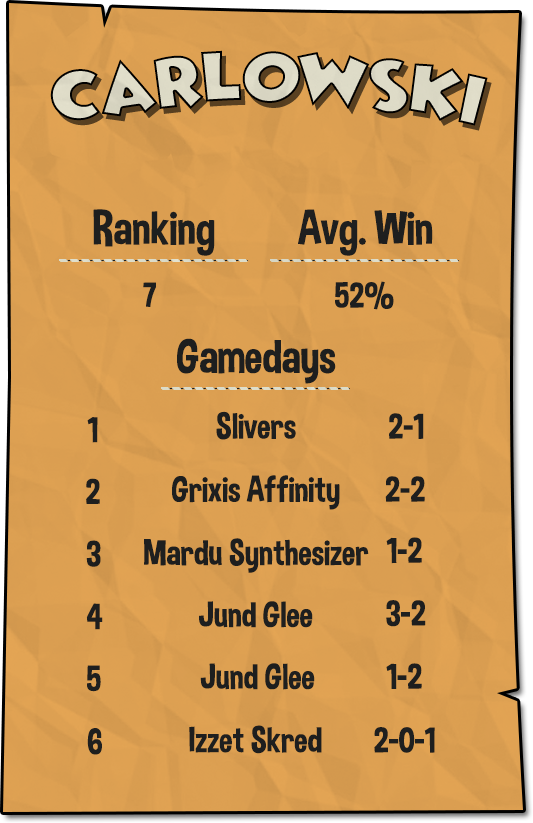 CARLOWSKI
Ranking Avg. Win
7 52%
Gamedays
1 Slivers 2-1
2 Grixis Affinity 2-2
3 Mardu Synthesizer 1-2
4 Jund Glee 3-2
5 Jund Glee 1-2
6 Izzet Skred 2-0-1